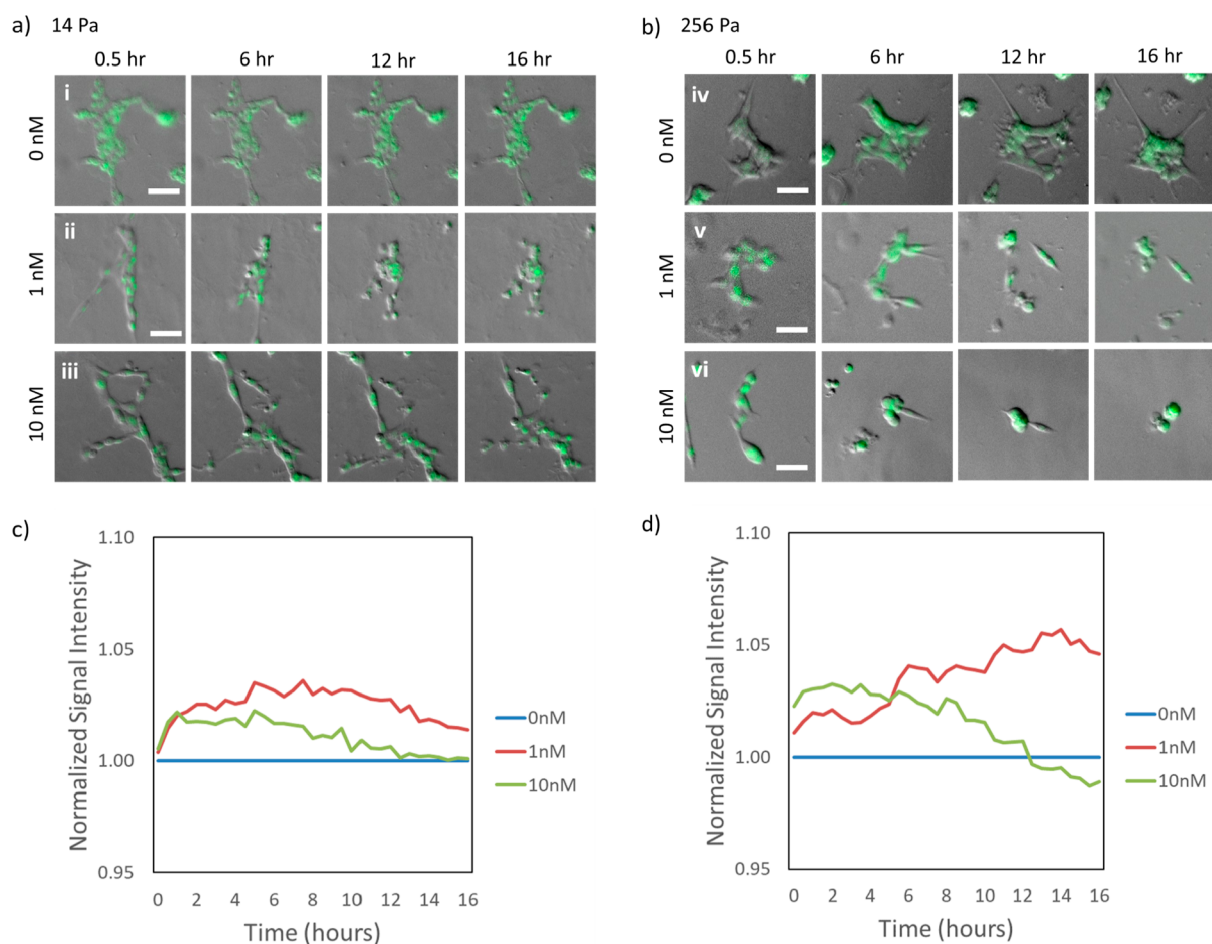 a) 14 Pa
0.5 hr 6 hr 12 hr 16 hr
0 nM
i
1 nM
ii
10 nM
iii
b) 256 Pa
0.5 hr 6 hr 12 hr 16 hr
0 nM
iv
1 nM
v
10 nM
vi
c)
Normalized Signal Intensity
1.10
1.05
1.00
0.95
0 2 4 6 8 10 12 14 16
Time (hours)
0nM
1nM
10nM
d)
Normalized Signal Intensity
1.10
1.05
1.00
0.95
0 2 4 6 8 10 12 14 16
Time (hours)
0nM
1nM
10nM